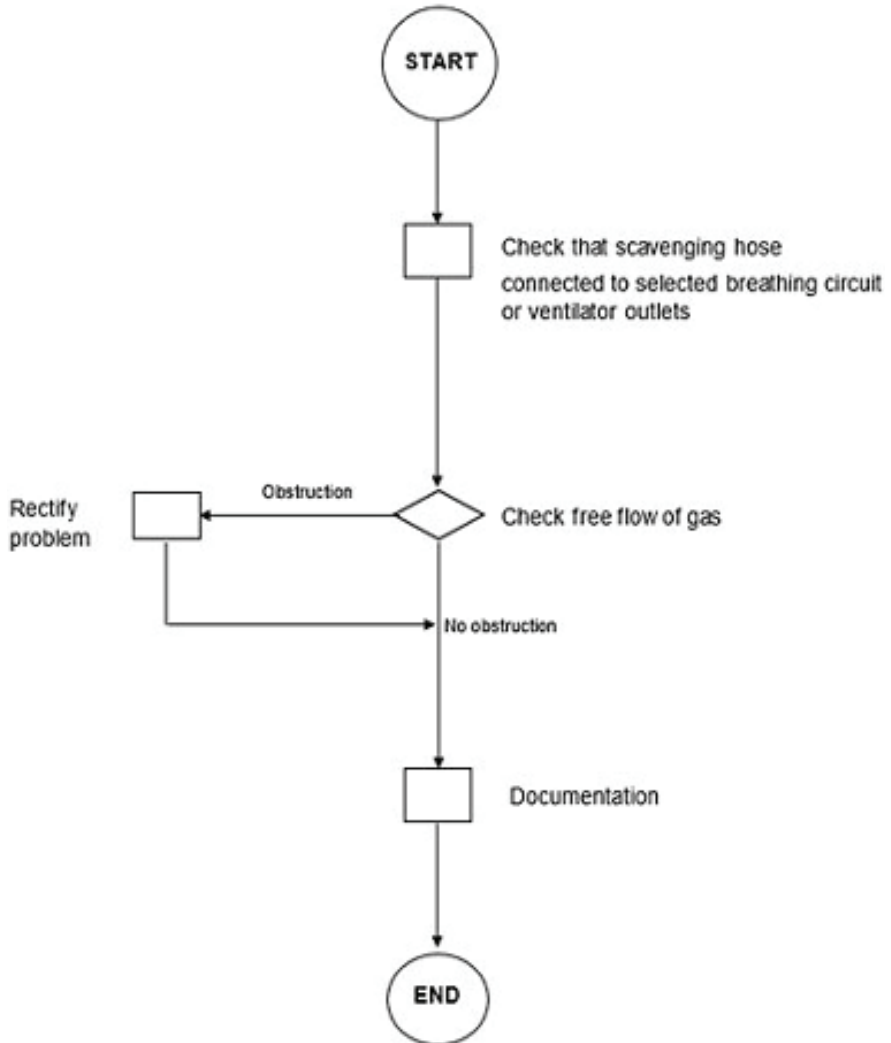 START
Check that scavenging hose
connected to selected breathing circuit
or ventilator outlets
Obstruction
Rectify
problem
Check free flow of gas
No obstruction
Documentation
END